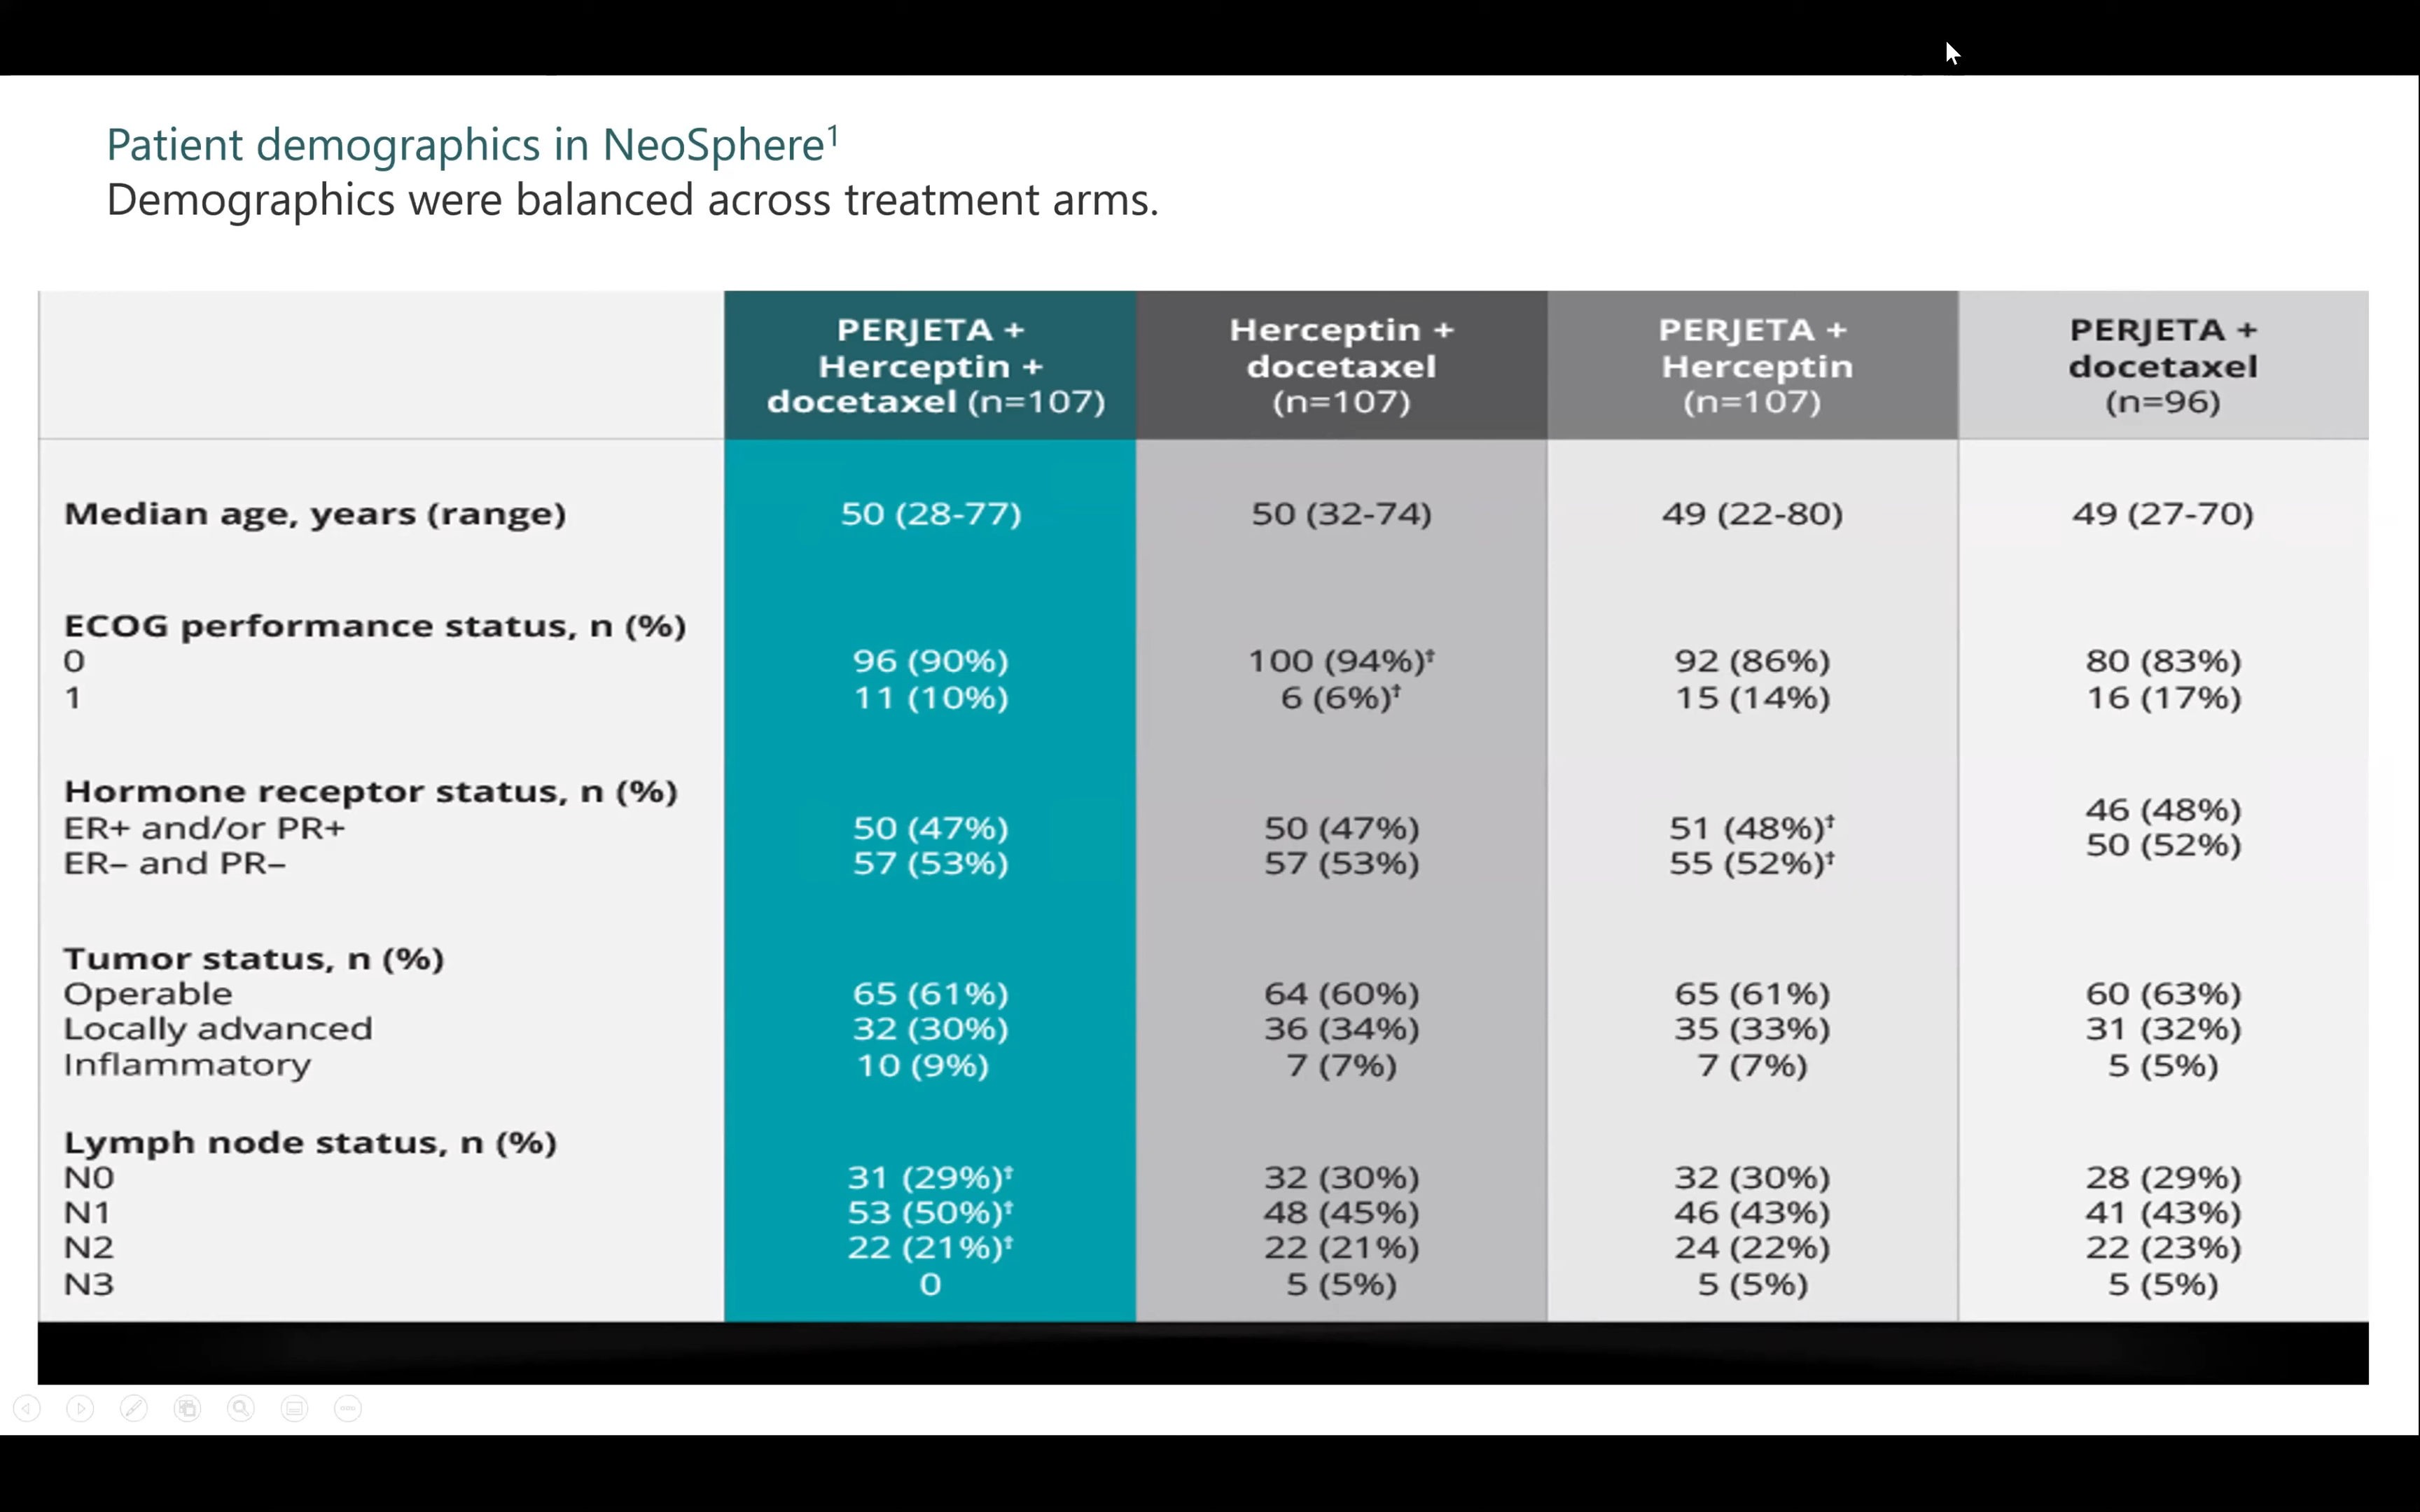 Patient demographics in NeoSphere1
Demographics were balanced across treatment arms.
PERJETA + Herceptin + docetaxel (n=107) Herceptin + docetaxel (n=107) PERJETA + Herceptin (n=107) PERJETA + docetaxel (n=96)
Median age, years (range) 50 (28-77) 50 (32-74) 49 (22-80) 49 (27-70)
ECOG performance status, n (%)
0 96 (90%) 100 (94%)† 92 (86%) 80 (83%)
1 11 (10%) 6 (6%)† 15 (14%) 16 (17%)
Hormone receptor status, n (%)
ER+ and/or PR+ 50 (47%) 50 (47%) 51 (48%)† 46 (48%)
ER– and PR– 57 (53%) 57 (53%) 55 (52%)† 50 (52%)
Tumor status, n (%)
Operable 65 (61%) 64 (60%) 65 (61%) 60 (63%)
Locally advanced 32 (30%) 36 (34%) 35 (33%) 31 (32%)
Inflammatory 10 (9%) 7 (7%) 7 (7%) 5 (5%)
Lymph node status, n (%)
N0 31 (29%)† 32 (30%) 32 (30%) 28 (29%)
N1 53 (50%)† 48 (45%) 46 (43%) 41 (43%)
N2 22 (21%)† 22 (21%) 24 (22%) 22 (23%)
N3 0 5 (5%) 5 (5%) 5 (5%)